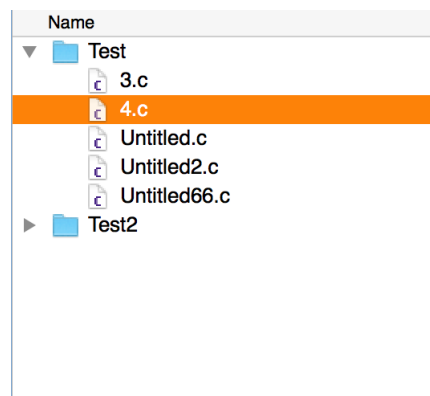 Name
Test
c 3.c
c 4.c
c Untitled.c
c Untitled2.c
c Untitled66.c
Test2